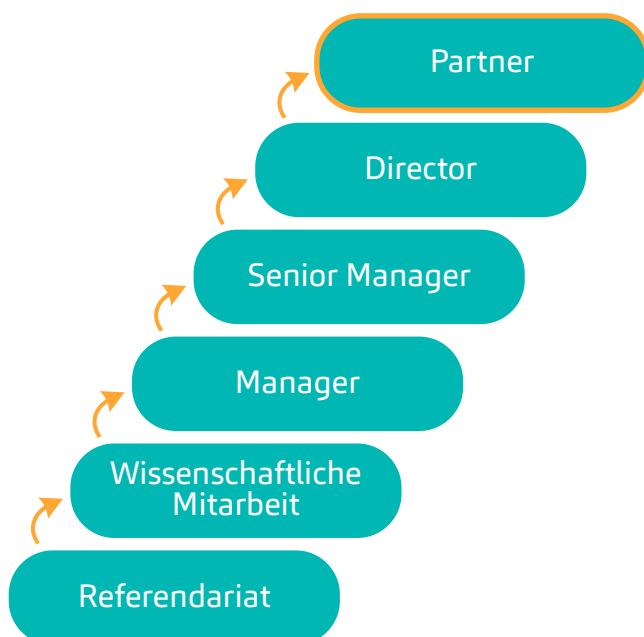 Partner
Director
Senior Manager
Manager
Wissenschaftliche
Mitarbeit
Referendariat